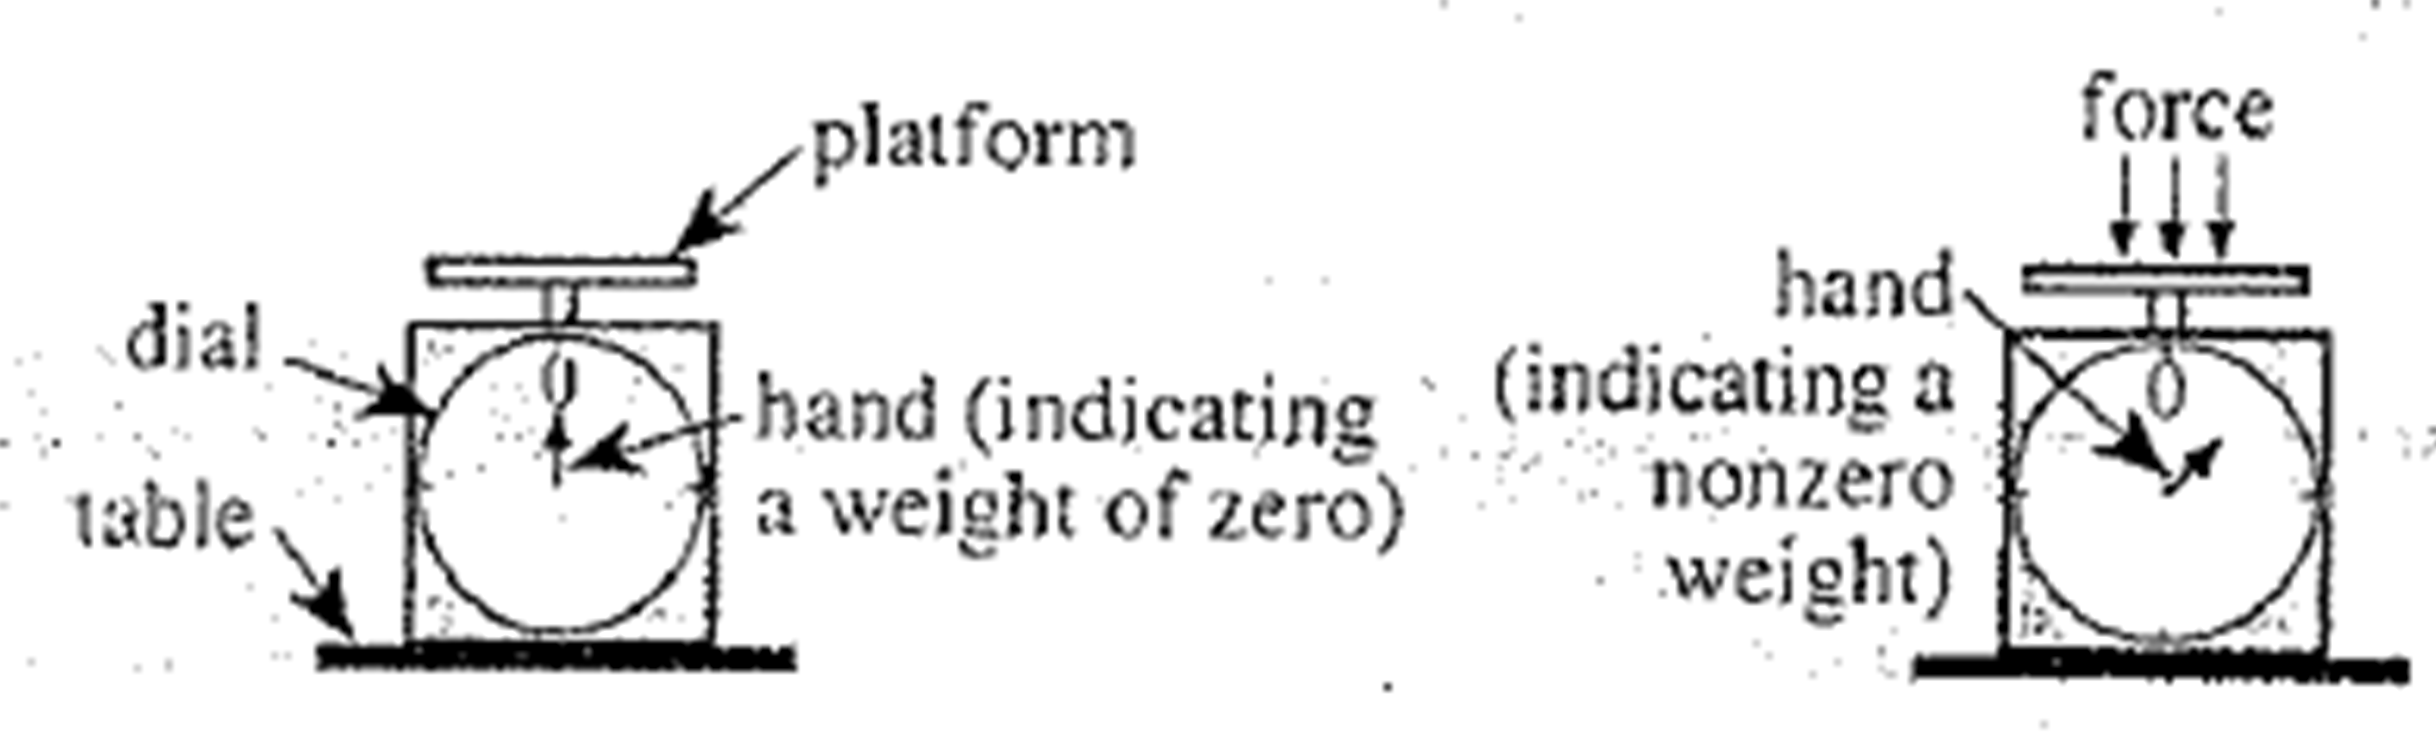 platform
dial
0
hand (indicating
a weight of zero)
table
force
hand
(indicating a
nonzero
weight)
0